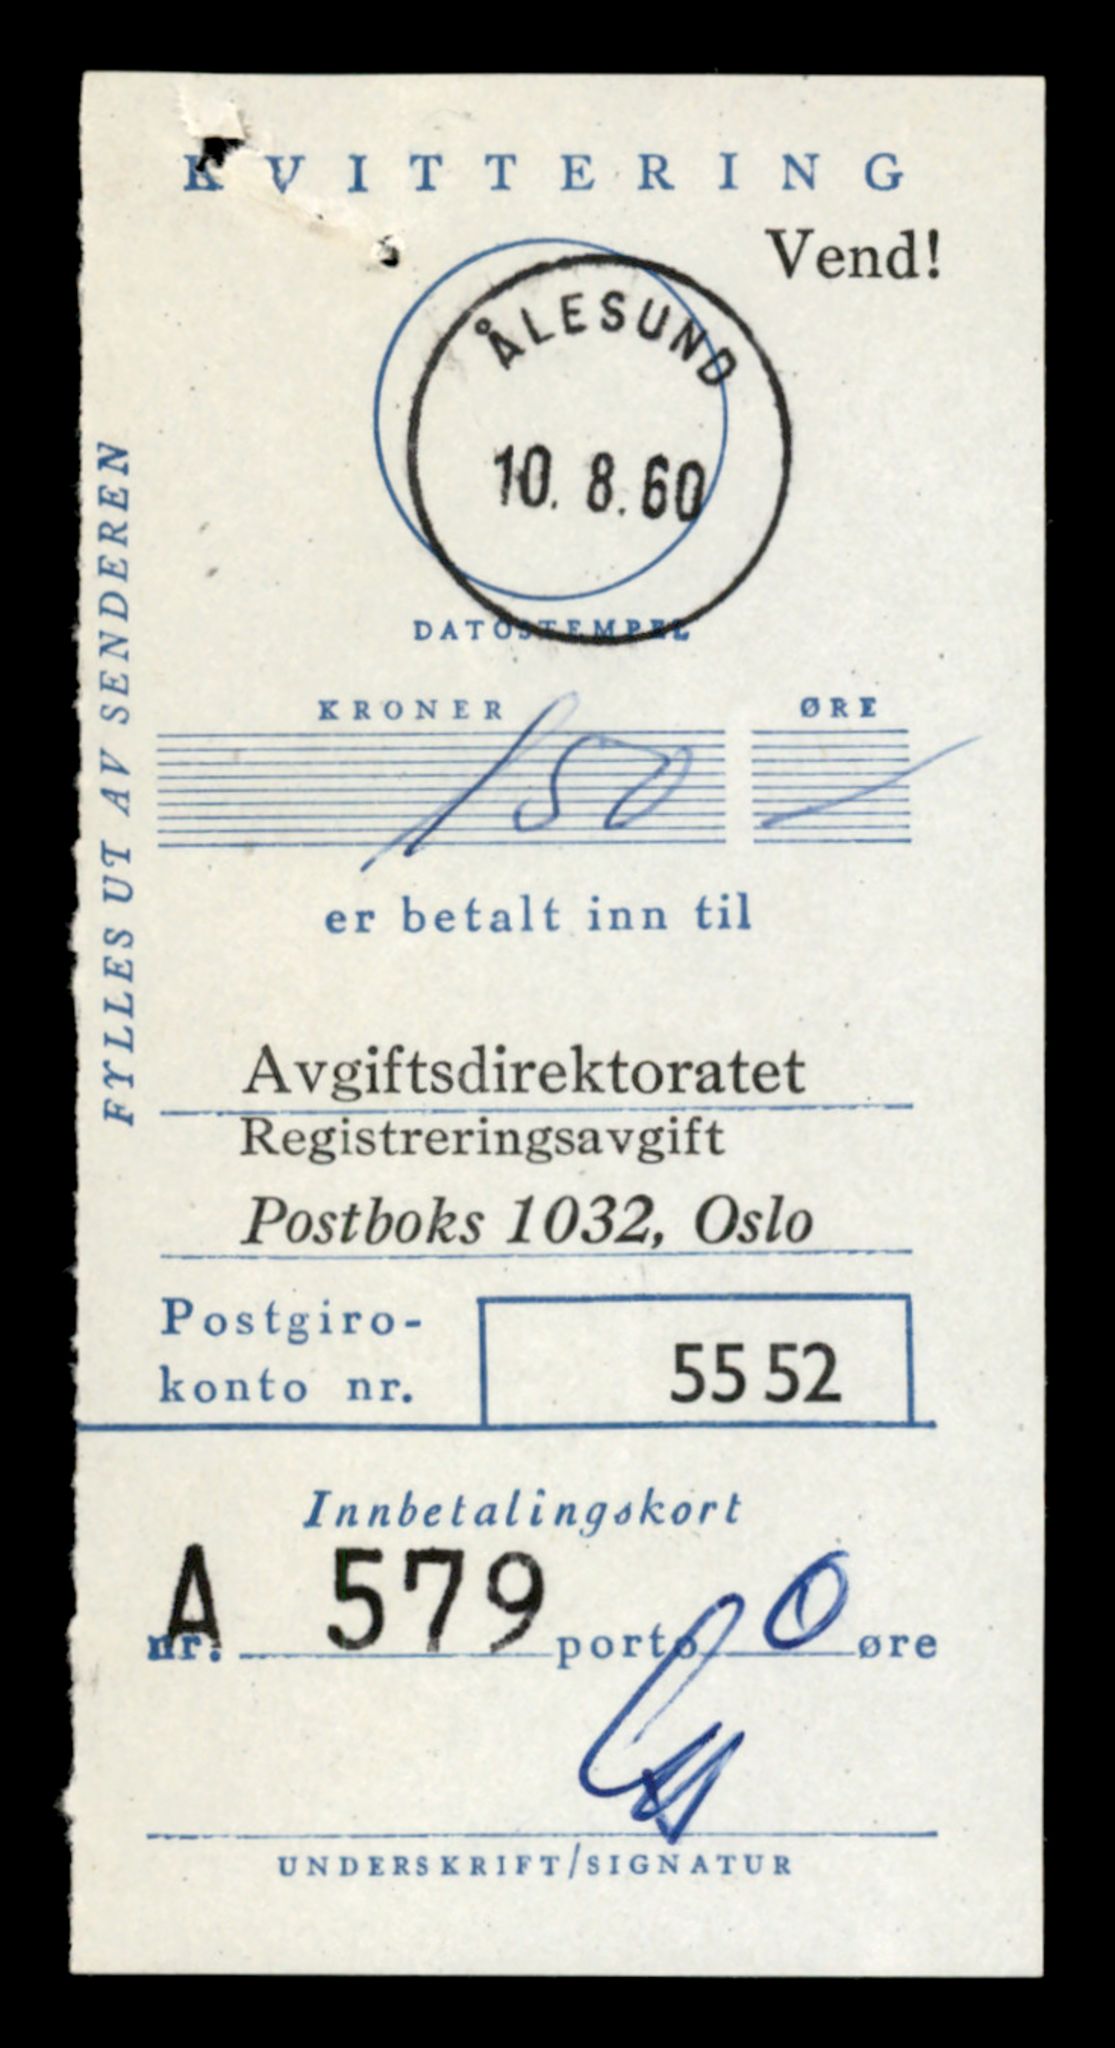 KVITTERING
Vend!
ÅLESUND
10. 8. 60
DATOSTEMPEL
FYLLES UT AV SENDEREN
KRONER ØRE
150 —
er betalt inn til
Avgiftsdirektoratet
Registreringsavgift
Postboks 1032, Oslo
Postgiro-
konto nr. 55 52
Innbetalingskort
A 579
nr. porto 0 øre
UNDERSKRIFT/SIGNATUR